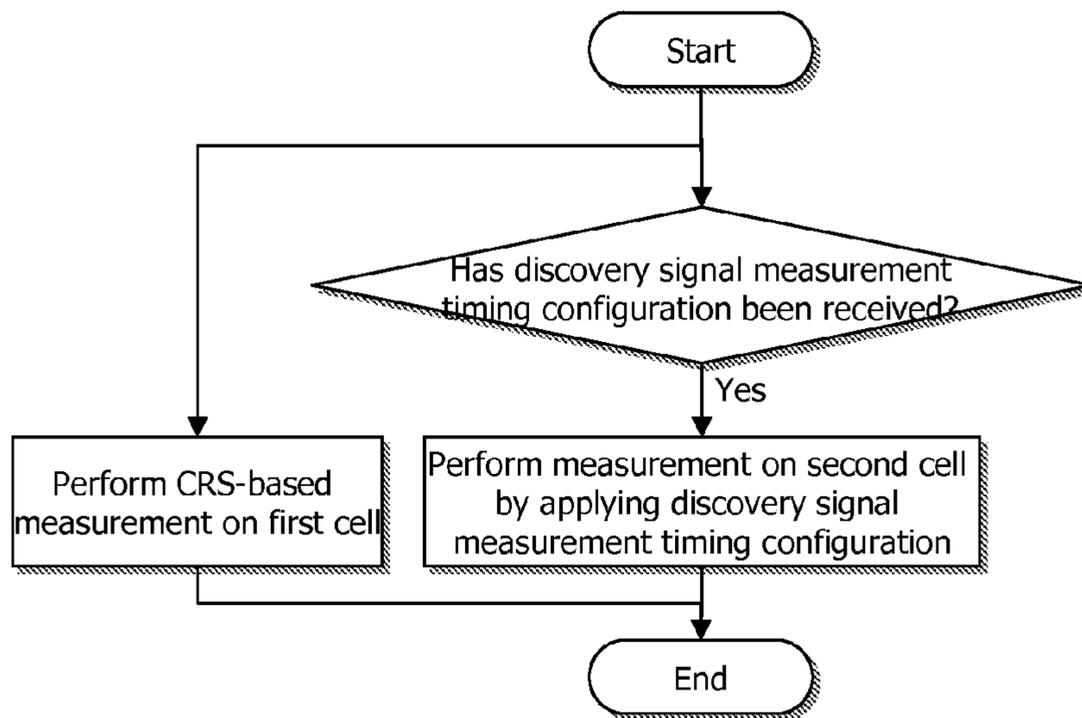 Start
Has discovery signal measurement
timing configuration been received?
Yes
Perform CRS-based
measurement on first cell
Perform measurement on second cell
by applying discovery signal
measurement timing configuration
End